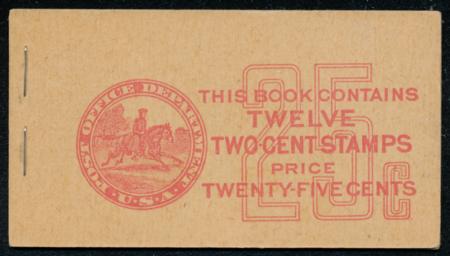 POST OFFICE DEPARTMENT
U.S.A.
25c
THIS BOOK CONTAINS
TWELVE
TWO-CENT STAMPS
PRICE
TWENTY-FIVE CENTS